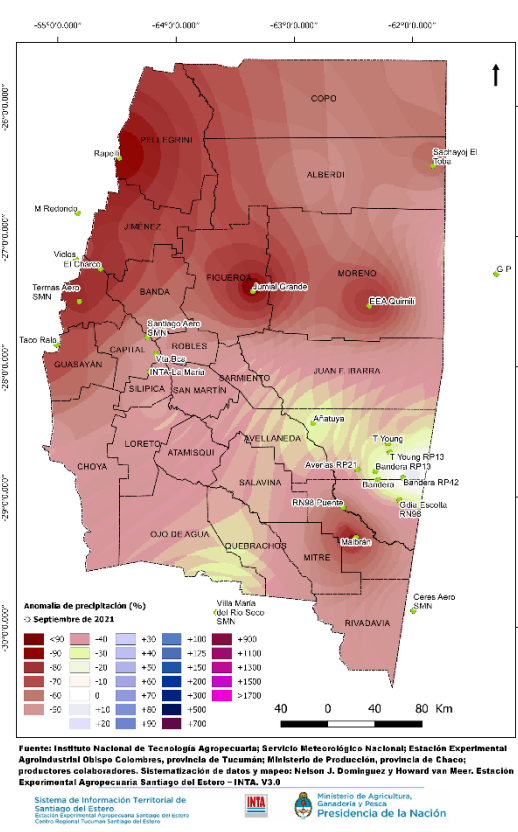 -65°0'0.000" -64°0'0.000" -63°0'0.000" -62°0'0.000"
-26°0'0.000"
-27°0'0.000"
-28°0'0.000"
-29°0'0.000"
-30°0'0.000"
COPO
PELLEGRINI
Rapelli
Sachayoj El
Toba
ALBERDI
M Redondo
JIMÉNEZ
Viclos
El Charco
G P
FIGUEROA
MORENO
Termas Aero
SMN
BANDA
Jumial Grande
EEA Quimili
Santiago Aero
SMN
Taco Ralo
CAPITAL
ROBLES
Vta.Bcs
GUASAYÁN
INTA-La María
JUAN F. IBARRA
SARMIENTO
SILIPICA
SAN MARTÍN
Añatuya
AVELLANEDA
T Young
LORETO
ATAMISQUI
T Young RP13
CHOYA
Averias RP21
Bandera RP13
SALAVINA
Bandera
Bandera RP42
RN98 Puente
Gdia Escolta
RN98
OJO DE AGUA
QUEBRACHOS
Malbrán
MITRE
Villa María
del Río Seco
SMN
Ceres Aero
SMN
RIVADAVIA
Anomalía de precipitación (%)
Septiembre de 2021
<90 -40 +30 +100 +900
-90 -30 +40 +125 +1100
-80 -20 +50 +150 +1300
-70 -10 +60 +200 +1500
-60 0 +70 +300 >1700
-50 +10 +80 +500
+20 +90 +700
40 0 40 80 Km
Fuente: Instituto Nacional de Tecnología Agropecuaria; Servicio Meteorológico Nacional; Estación Experimental
Agroindustrial Obispo Colombres, provincia de Tucumán; Ministerio de Producción, provincia de Chaco;
productores colaboradores. Sistematización de datos y mapeo: Nelson J. Dominguez y Howard van Meer. Estación
Experimental Agropecuaria Santiago del Estero – INTA. V3.0
Sistema de Información Territorial de
Santiago del Estero
Estación Experimental Agropecuaria Santiago del Estero
Centro Regional Tucumán Santiago del Estero
INTA
Ministerio de Agricultura,
Ganadería y Pesca
Presidencia de la Nación